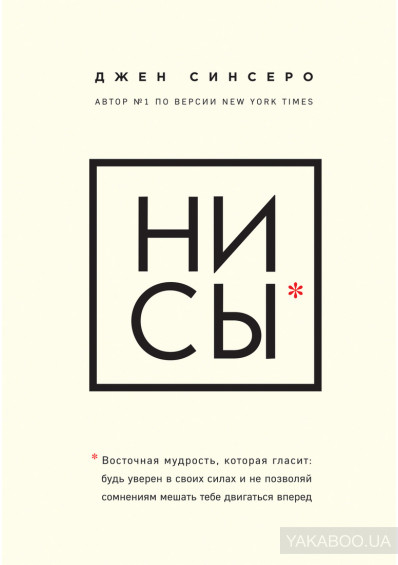 ДЖЕН СИНСЕРО
АВТОР №1 ПО ВЕРСИИ NEW YORK TIMES
НИ
СЫ*
* Восточная мудрость, которая гласит:
будь уверен в своих силах и не позволяй
сомнениям мешать тебе двигаться вперед
YAKABOO.UA